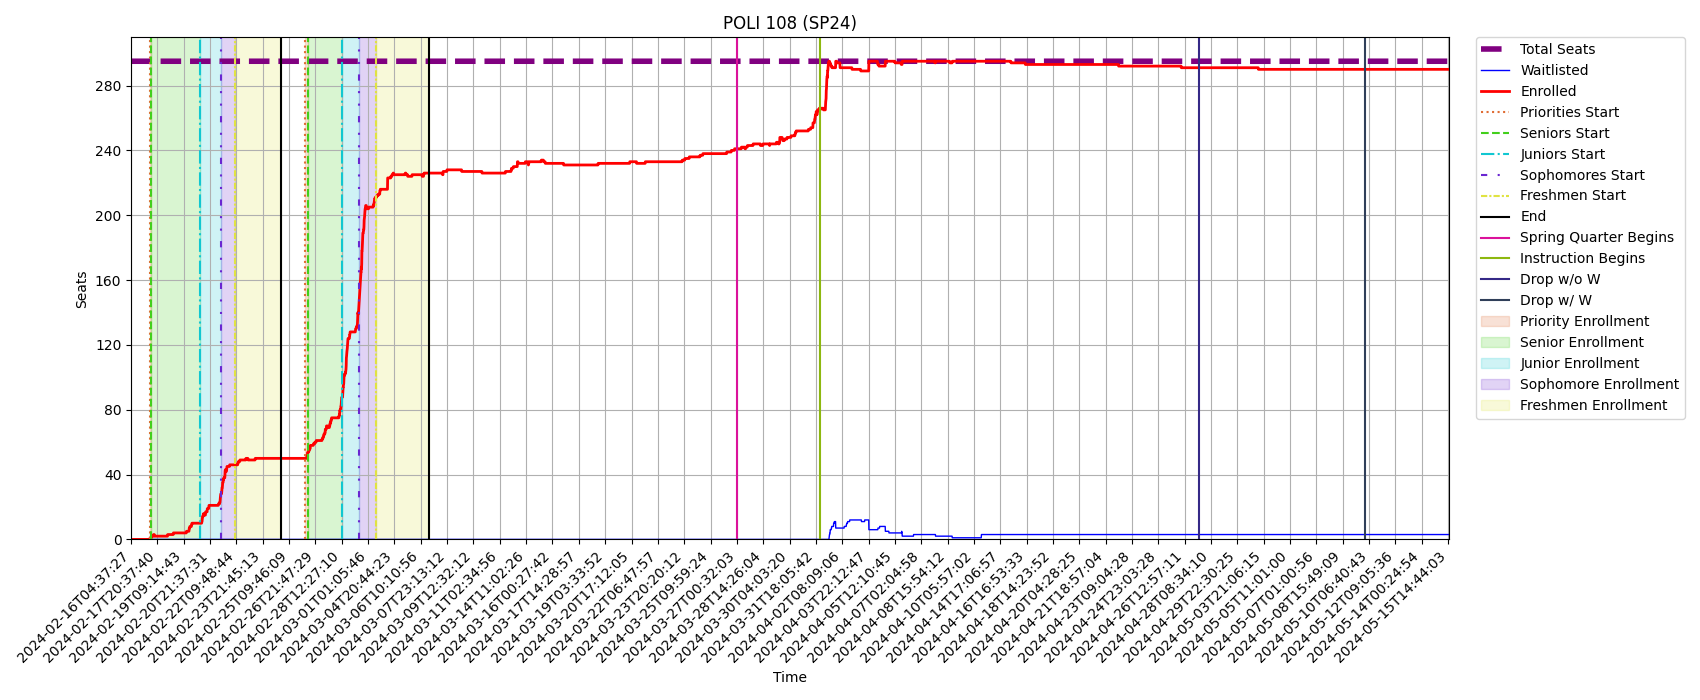 POLI 108 (SP24)
Seats
280
240
200
160
120
80
40
0
2024-02-16T04:37:27
2024-02-17T20:37:40
2024-02-19T09:14:43
2024-02-20T21:37:31
2024-02-22T09:48:44
2024-02-23T21:45:13
2024-02-25T09:46:09
2024-02-26T21:47:29
2024-02-28T12:27:10
2024-03-01T01:05:46
2024-03-04T20:44:23
2024-03-06T10:10:56
2024-03-07T23:13:12
2024-03-09T12:32:12
2024-03-11T02:34:56
2024-03-14T11:02:26
2024-03-16T00:27:42
2024-03-17T14:28:57
2024-03-19T03:33:52
2024-03-20T17:12:05
2024-03-22T06:47:57
2024-03-23T20:20:12
2024-03-25T09:59:24
2024-03-27T00:32:03
2024-03-28T14:26:04
2024-03-30T04:03:20
2024-03-31T18:05:42
2024-04-02T08:09:06
2024-04-03T22:12:47
2024-04-05T12:10:45
2024-04-07T02:04:58
2024-04-08T15:54:12
2024-04-10T05:57:02
2024-04-14T17:06:57
2024-04-16T16:53:33
2024-04-18T14:23:52
2024-04-20T04:28:25
2024-04-21T18:57:04
2024-04-23T09:04:28
2024-04-24T23:03:28
2024-04-26T12:57:11
2024-04-28T08:34:10
2024-04-29T22:30:25
2024-05-03T21:06:15
2024-05-05T11:01:00
2024-05-07T01:00:56
2024-05-08T15:49:09
2024-05-10T06:40:43
2024-05-12T09:05:36
2024-05-14T00:24:54
2024-05-15T14:44:03
Time
Total Seats
Waitlisted
Enrolled
Priorities Start
Seniors Start
Juniors Start
Sophomores Start
Freshmen Start
End
Spring Quarter Begins
Instruction Begins
Drop w/o W
Drop w/ W
Priority Enrollment
Senior Enrollment
Junior Enrollment
Sophomore Enrollment
Freshmen Enrollment